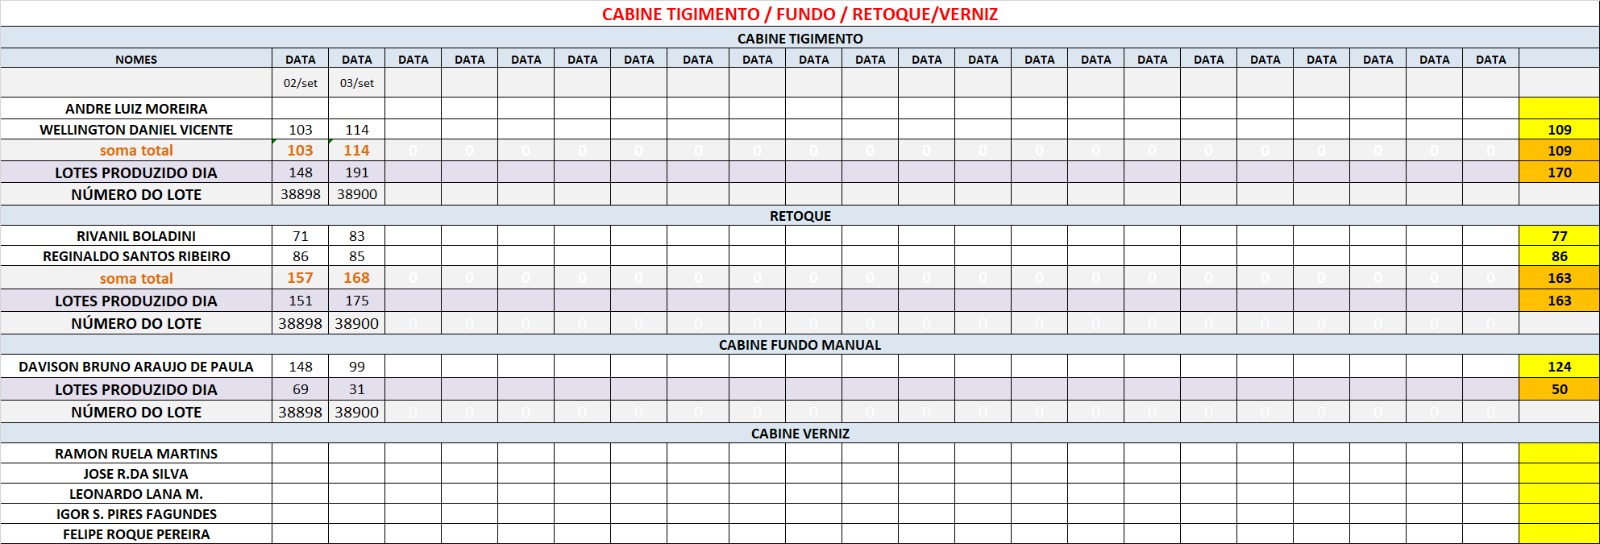 CABINE TIGIMENTO / FUNDO / RETOQUE/VERNIZ
CABINE TIGIMENTO
NOMES DATA DATA DATA DATA DATA DATA DATA DATA DATA DATA DATA DATA DATA DATA DATA DATA DATA DATA DATA DATA DATA DATA
02/set 03/set
ANDRE LUIZ MOREIRA
WELLINGTON DANIEL VICENTE 103 114 109
soma total 103 114 0 0 0 0 0 0 0 0 0 0 0 0 0 0 0 0 0 0 0 0 109
LOTES PRODUZIDO DIA 148 191 170
NÚMERO DO LOTE 38898 38900
RETOQUE
RIVANIL BOLADINI 71 83 77
REGINALDO SANTOS RIBEIRO 86 85 86
soma total 157 168 0 0 0 0 0 0 0 0 0 0 0 0 0 0 0 0 0 0 0 0 163
LOTES PRODUZIDO DIA 151 175 163
NÚMERO DO LOTE 38898 38900 0 0 0 0 0 0 0 0 0 0 0 0 0 0 0 0 0 0 0 0
CABINE FUNDO MANUAL
DAVISON BRUNO ARAUJO DE PAULA 148 99 124
LOTES PRODUZIDO DIA 69 31 50
NÚMERO DO LOTE 38898 38900 0 0 0 0 0 0 0 0 0 0 0 0 0 0 0 0 0 0 0 0
CABINE VERNIZ
RAMON RUELA MARTINS
JOSE R.DA SILVA
LEONARDO LANA M.
IGOR S. PIRES FAGUNDES
FELIPE ROQUE PEREIRA